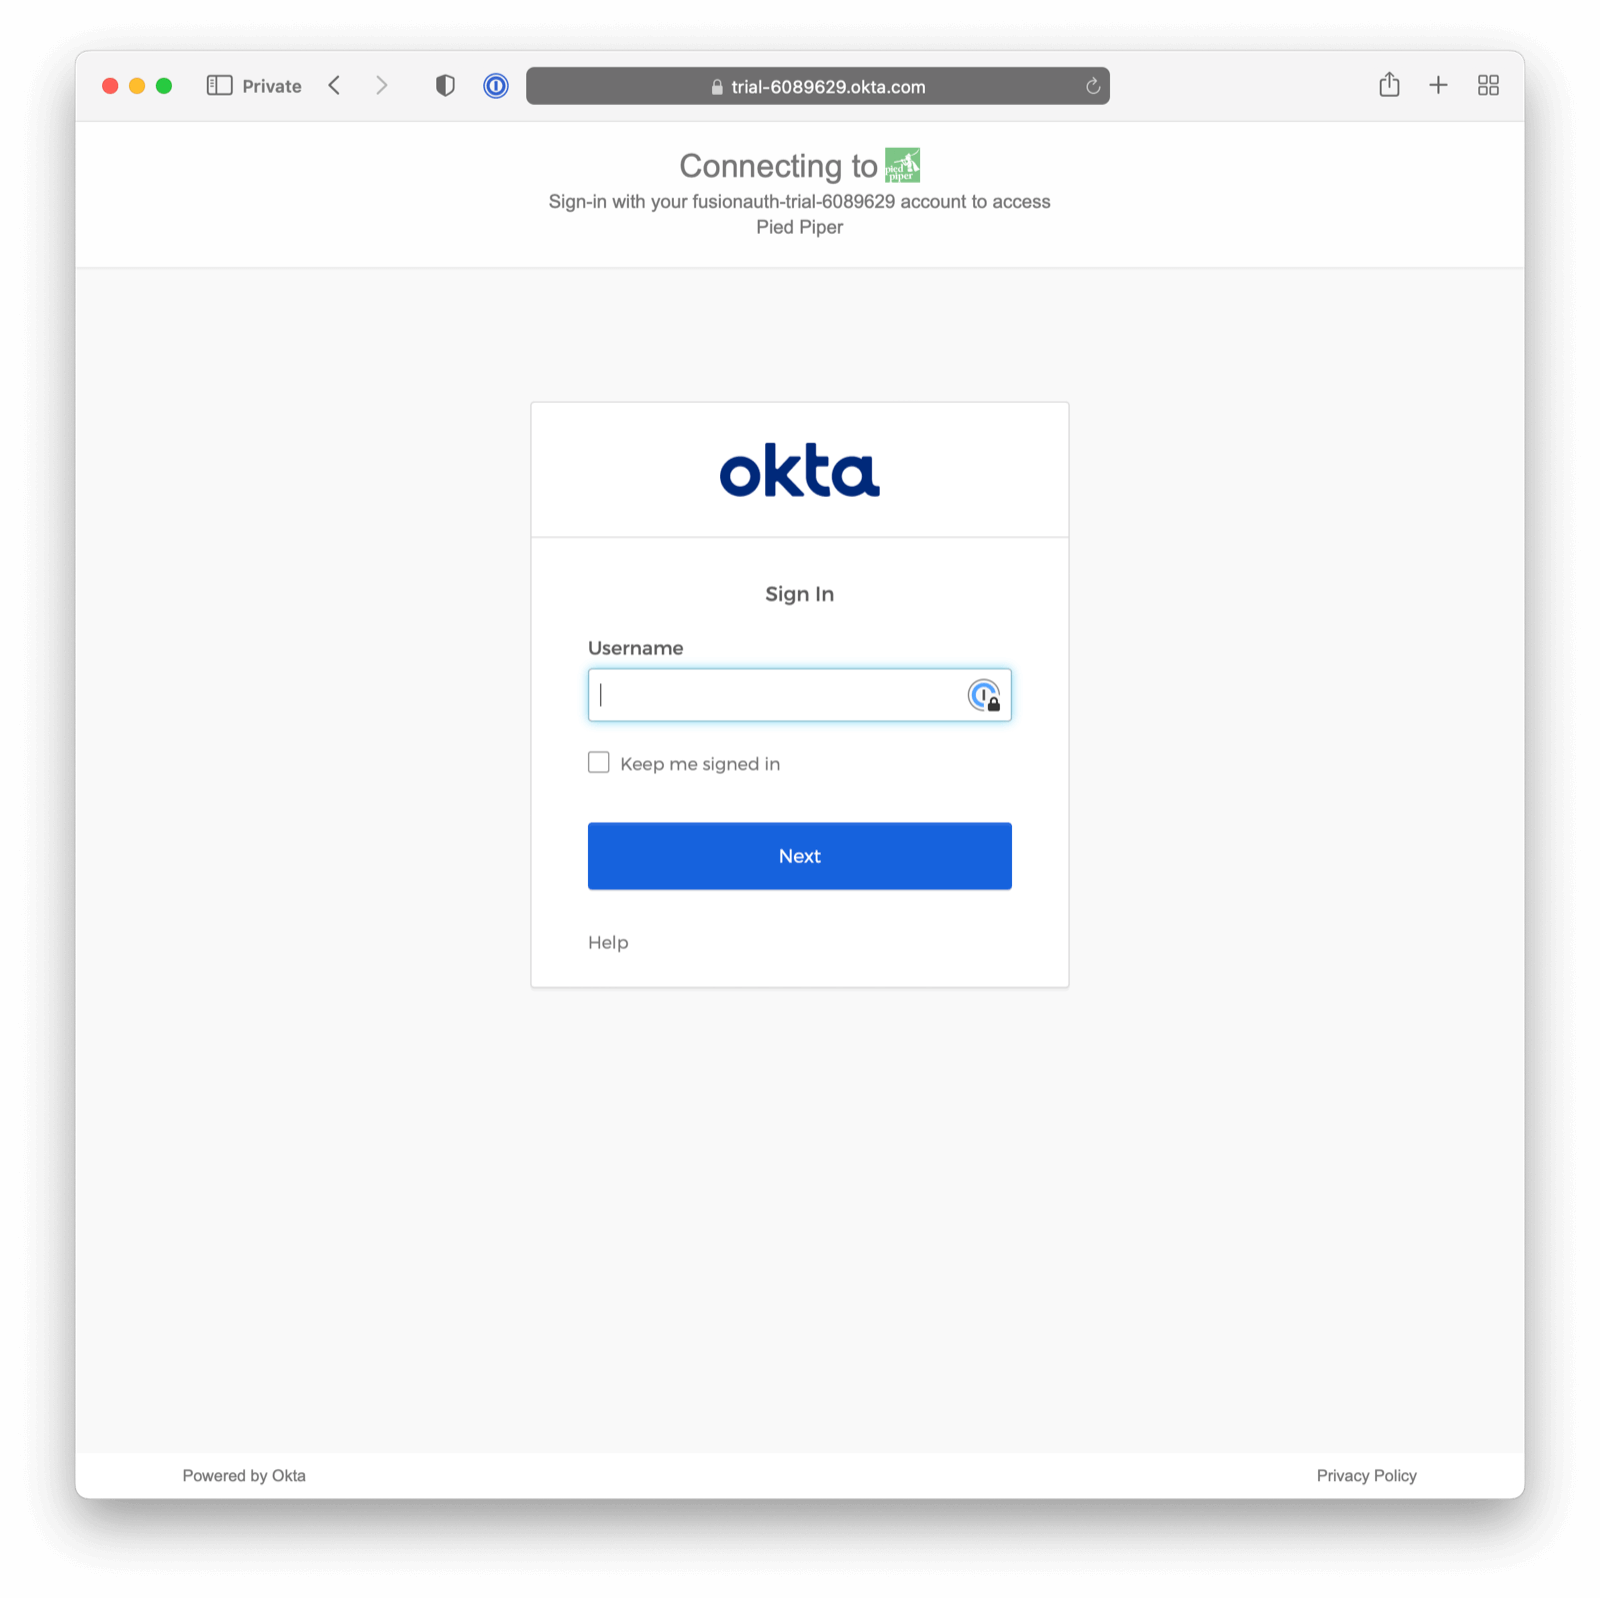 Private
trial-6089629.okta.com
Connecting to pied piper
Sign-in with your fusionauth-trial-6089629 account to access
Pied Piper
okta
Sign In
Username
Keep me signed in
Next
Help
Powered by Okta
Privacy Policy